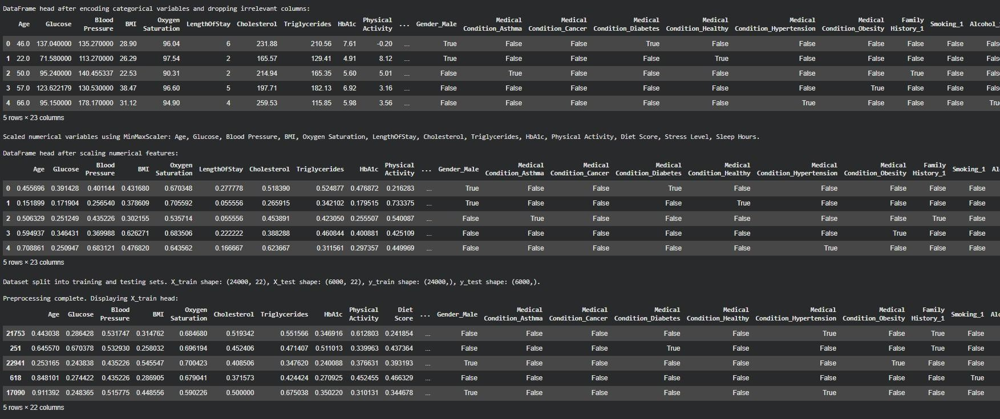 DataFrame head after encoding categorical variables and dropping irrelevant columns:
Age Glucose Blood Pressure BMI Oxygen Saturation LengthOfStay Cholesterol Triglycerides HbA1c Physical Activity ... Gender_Male Medical Condition_Asthma Medical Condition_Cancer Medical Condition_Diabetes Medical Condition_Healthy Medical Condition_Hypertension Medical Condition_Obesity Family History_1 Smoking_1 Alcohol_
0 46.0 137.040000 135.270000 28.90 96.04 6 231.88 210.56 7.61 -0.20 ... True False False True False False False False False Fals
1 22.0 71.580000 113.270000 26.29 97.54 2 165.57 129.41 4.91 8.12 ... True False False False True False False False False Fals
2 50.0 95.240000 140.455337 22.53 90.31 2 214.94 165.35 5.60 5.01 ... False True False False False False False True False Fals
3 57.0 123.622179 130.530000 38.47 96.60 5 197.71 182.13 6.92 3.16 ... False False False False False False True False False Fals
4 66.0 95.150000 178.170000 31.12 94.90 4 259.53 115.85 5.98 3.56 ... False False False False False True False False False Tru
5 rows × 23 columns
Scaled numerical variables using MinMaxScaler: Age, Glucose, Blood Pressure, BMI, Oxygen Saturation, LengthOfStay, Cholesterol, Triglycerides, HbA1c, Physical Activity, Diet Score, Stress Level, Sleep Hours.
DataFrame head after scaling numerical features:
Age Glucose Blood Pressure BMI Oxygen Saturation LengthOfStay Cholesterol Triglycerides HbA1c Physical Activity ... Gender_Male Medical Condition_Asthma Medical Condition_Cancer Medical Condition_Diabetes Medical Condition_Healthy Medical Condition_Hypertension Medical Condition_Obesity Family History_1 Smoking_1 Al
0 0.455696 0.391428 0.401144 0.431680 0.670348 0.277778 0.518390 0.524877 0.476872 0.216283 ... True False False True False False False False False
1 0.151899 0.171904 0.256540 0.378609 0.705592 0.055556 0.265915 0.342102 0.179515 0.733375 ... True False False False True False False False False
2 0.506329 0.251249 0.435226 0.302155 0.535714 0.055556 0.453891 0.423050 0.255507 0.540087 ... False True False False False False False True False
3 0.594937 0.346431 0.369988 0.626271 0.683506 0.222222 0.388288 0.460844 0.400881 0.425109 ... False False False False False False True False False
4 0.708861 0.250947 0.683121 0.476820 0.643562 0.166667 0.623667 0.311561 0.297357 0.449969 ... False False False False False True False False False
5 rows × 23 columns
Dataset split into training and testing sets. X_train shape: (24000, 22), X_test shape: (6000, 22), y_train shape: (24000,), y_test shape: (6000,).
Preprocessing complete. Displaying X_train head:
Age Glucose Blood Pressure BMI Oxygen Saturation Cholesterol Triglycerides HbA1c Physical Activity Diet Score ... Gender_Male Medical Condition_Asthma Medical Condition_Cancer Medical Condition_Diabetes Medical Condition_Healthy Medical Condition_Hypertension Medical Condition_Obesity Family History_1 Smoking_1 Alc
21753 0.443038 0.286428 0.531747 0.314762 0.684680 0.519342 0.551566 0.346916 0.612803 0.241854 ... False False False False False True False True False
251 0.645570 0.670378 0.532930 0.258032 0.696194 0.452406 0.471407 0.511013 0.339963 0.437364 ... False False False True False False False True False
22941 0.253165 0.243838 0.435226 0.545547 0.700423 0.408506 0.347620 0.240088 0.376631 0.393193 ... True False False False False False True False False
618 0.848101 0.274422 0.435226 0.286905 0.679041 0.371573 0.424424 0.270925 0.452455 0.466329 ... False False False False False False False False True
17090 0.911392 0.248365 0.515775 0.448556 0.590226 0.500000 0.675038 0.350220 0.310131 0.344678 ... True False False False False True False False False
5 rows × 22 columns